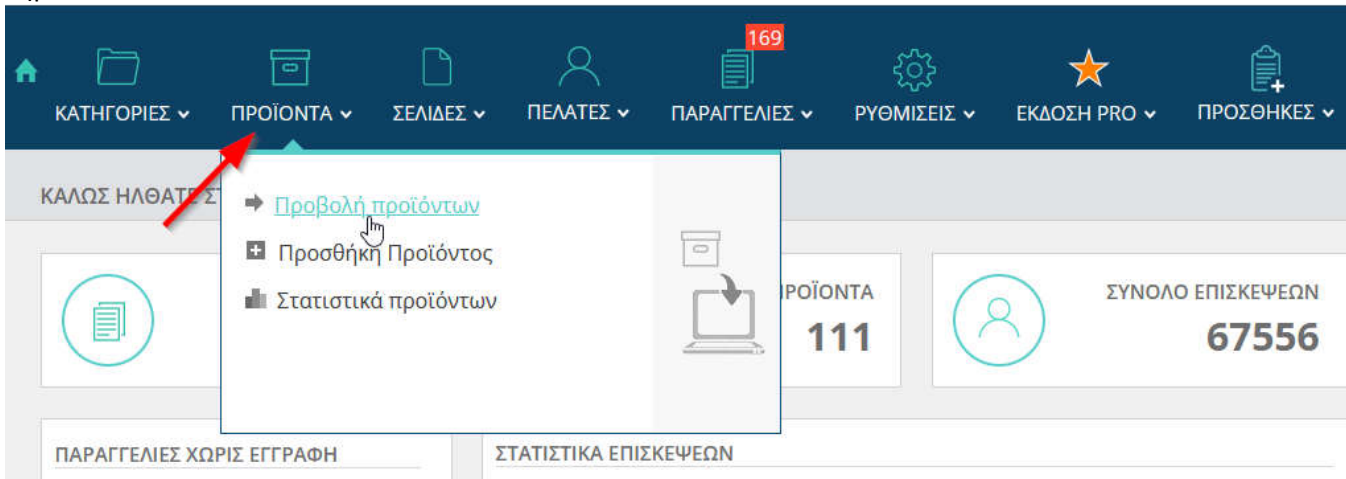 169
ΚΑΤΗΓΟΡΙΕΣ ΠΡΟΪΟΝΤΑ ΣΕΛΙΔΕΣ ΠΕΛΑΤΕΣ ΠΑΡΑΓΓΕΛΙΕΣ ΡΥΘΜΙΣΕΙΣ ΕΚΔΟΣΗ PRO ΠΡΟΣΘΗΚΕΣ
ΚΑΛΩΣ ΗΛΘΑΤΕ
Προβολή προϊόντων
Προσθήκη Προϊόντος
Στατιστικά προϊόντων
ΡΟΪΟΝΤΑ
111
ΣΥΝΟΛΟ ΕΠΙΣΚΕΨΕΩΝ
67556
ΠΑΡΑΓΓΕΛΙΕΣ ΧΩΡΙΣ ΕΓΓΡΑΦΗ
ΣΤΑΤΙΣΤΙΚΑ ΕΠΙΣΚΕΨΕΩΝ